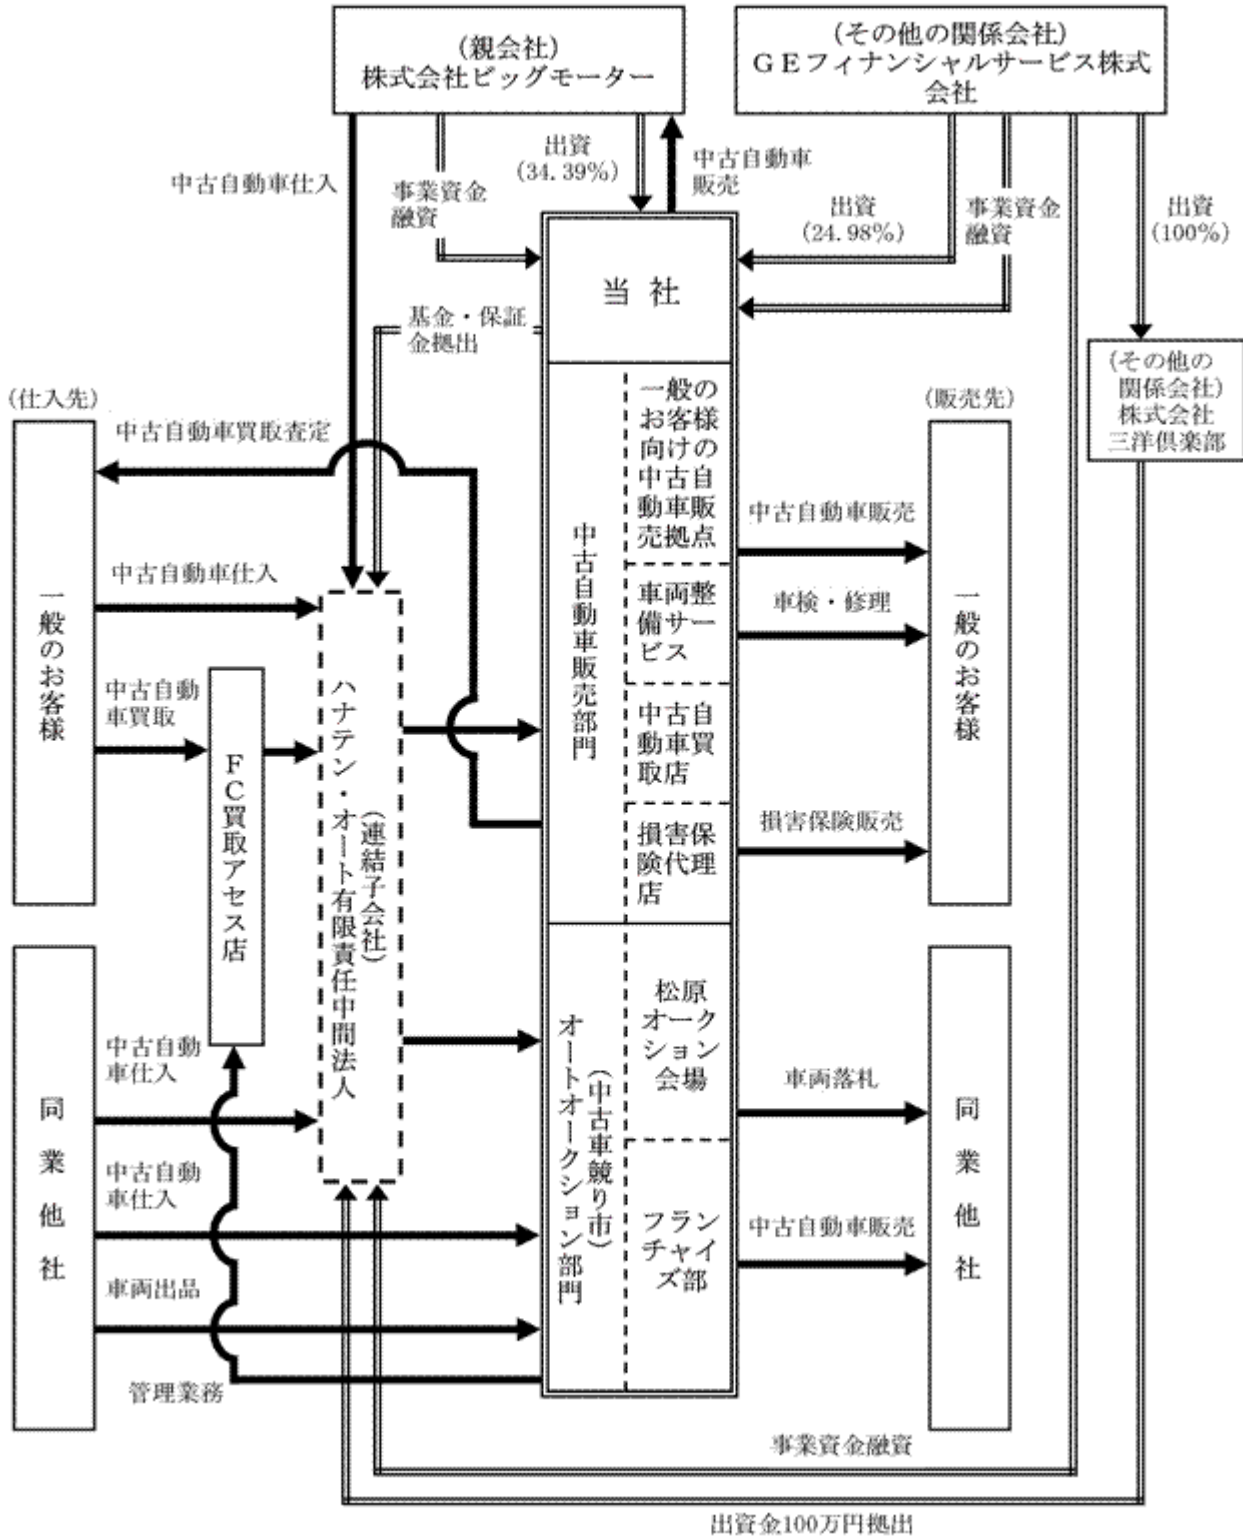 (親会社)
株式会社ビッグモーター
(その他の関係会社)
GEフィナンシャルサービス株式
会社
中古自動車仕入
事業資金
融資
出資
(34.39%)
中古自動車
販売
出資
(24.98%)
事業資金
融資
出資
(100%)
当社
基金・保証
金拠出
(その他の
関係会社)
株式会社
三洋倶楽部
(仕入先)
中古自動車買取査定
中古自動車仕入
一般のお客様
中古自動
車買取
FC買取アセス店
ハナテン・オート有限責任中間法人
(連結子会社)
中古自動車販売部門
一般の
お客様
向けの
中古自
動車販
売拠点
車両整
備サー
ビス
中古自
動車買
取店
損害保
険代理
店
(販売先)
中古自動車販売
車検・修理
損害保険販売
一般のお客様
同業他社
中古自動
車仕入
中古自動
車仕入
車両出品
管理業務
オートオークション部門
(中古車競り市)
松原
オーク
ション
会場
フラン
チャイ
ズ部
車両落札
中古自動車販売
同業他社
事業資金融資
出資金100万円拠出